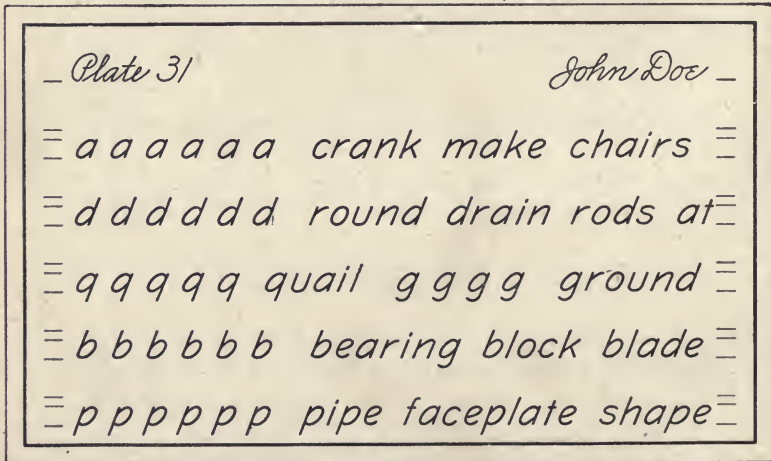 Plate 31 John Doe
a a a a a a crank make chairs
d d d d d d round drain rods at
q q q q q quail g g g g ground
b b b b b b bearing block blade
p p p p p p pipe faceplate shape